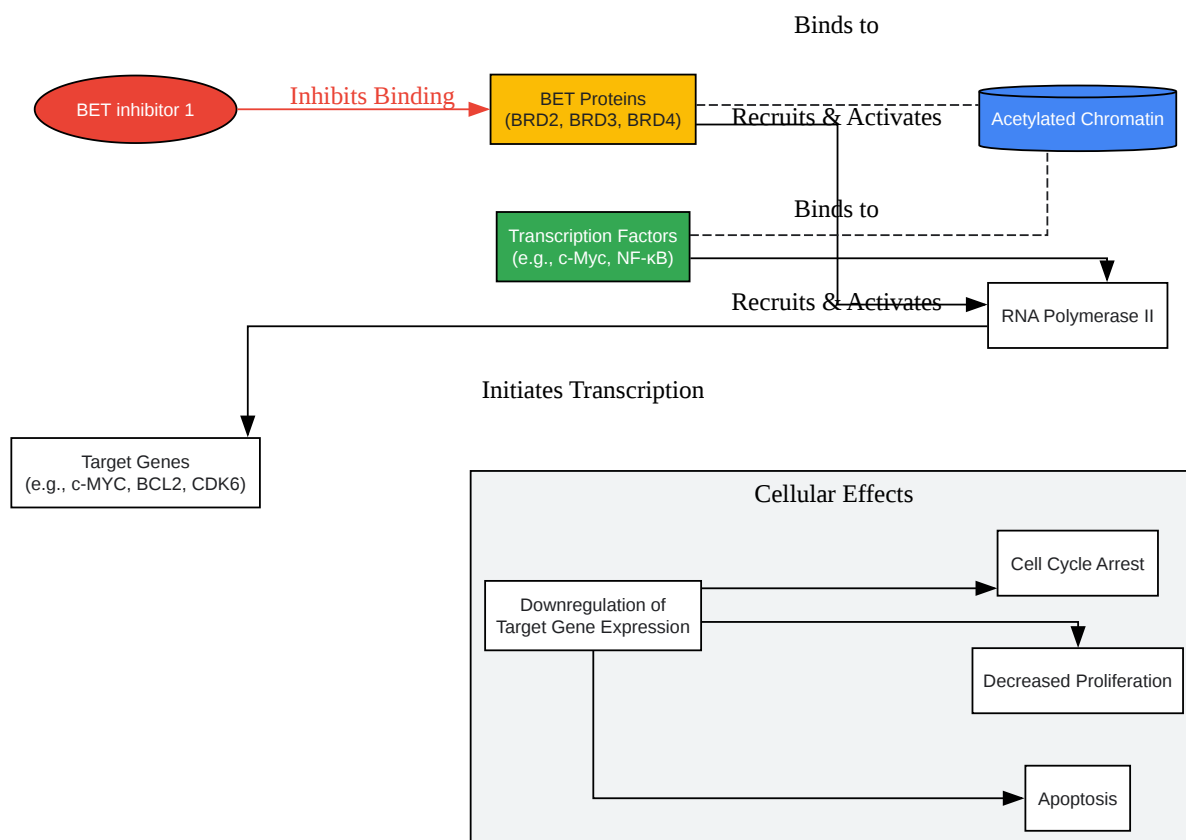 Binds to
BET inhibitor 1
Inhibits Binding
BET Proteins
(BRD2, BRD3, BRD4)
Recruits & Activates
Acetylated Chromatin
Binds to
Transcription Factors
(e.g., c-Myc, NF-κB)
Recruits & Activates
RNA Polymerase II
Initiates Transcription
Target Genes
(e.g., c-MYC, BCL2, CDK6)
Cellular Effects
Cell Cycle Arrest
Downregulation of
Target Gene Expression
Decreased Proliferation
Apoptosis